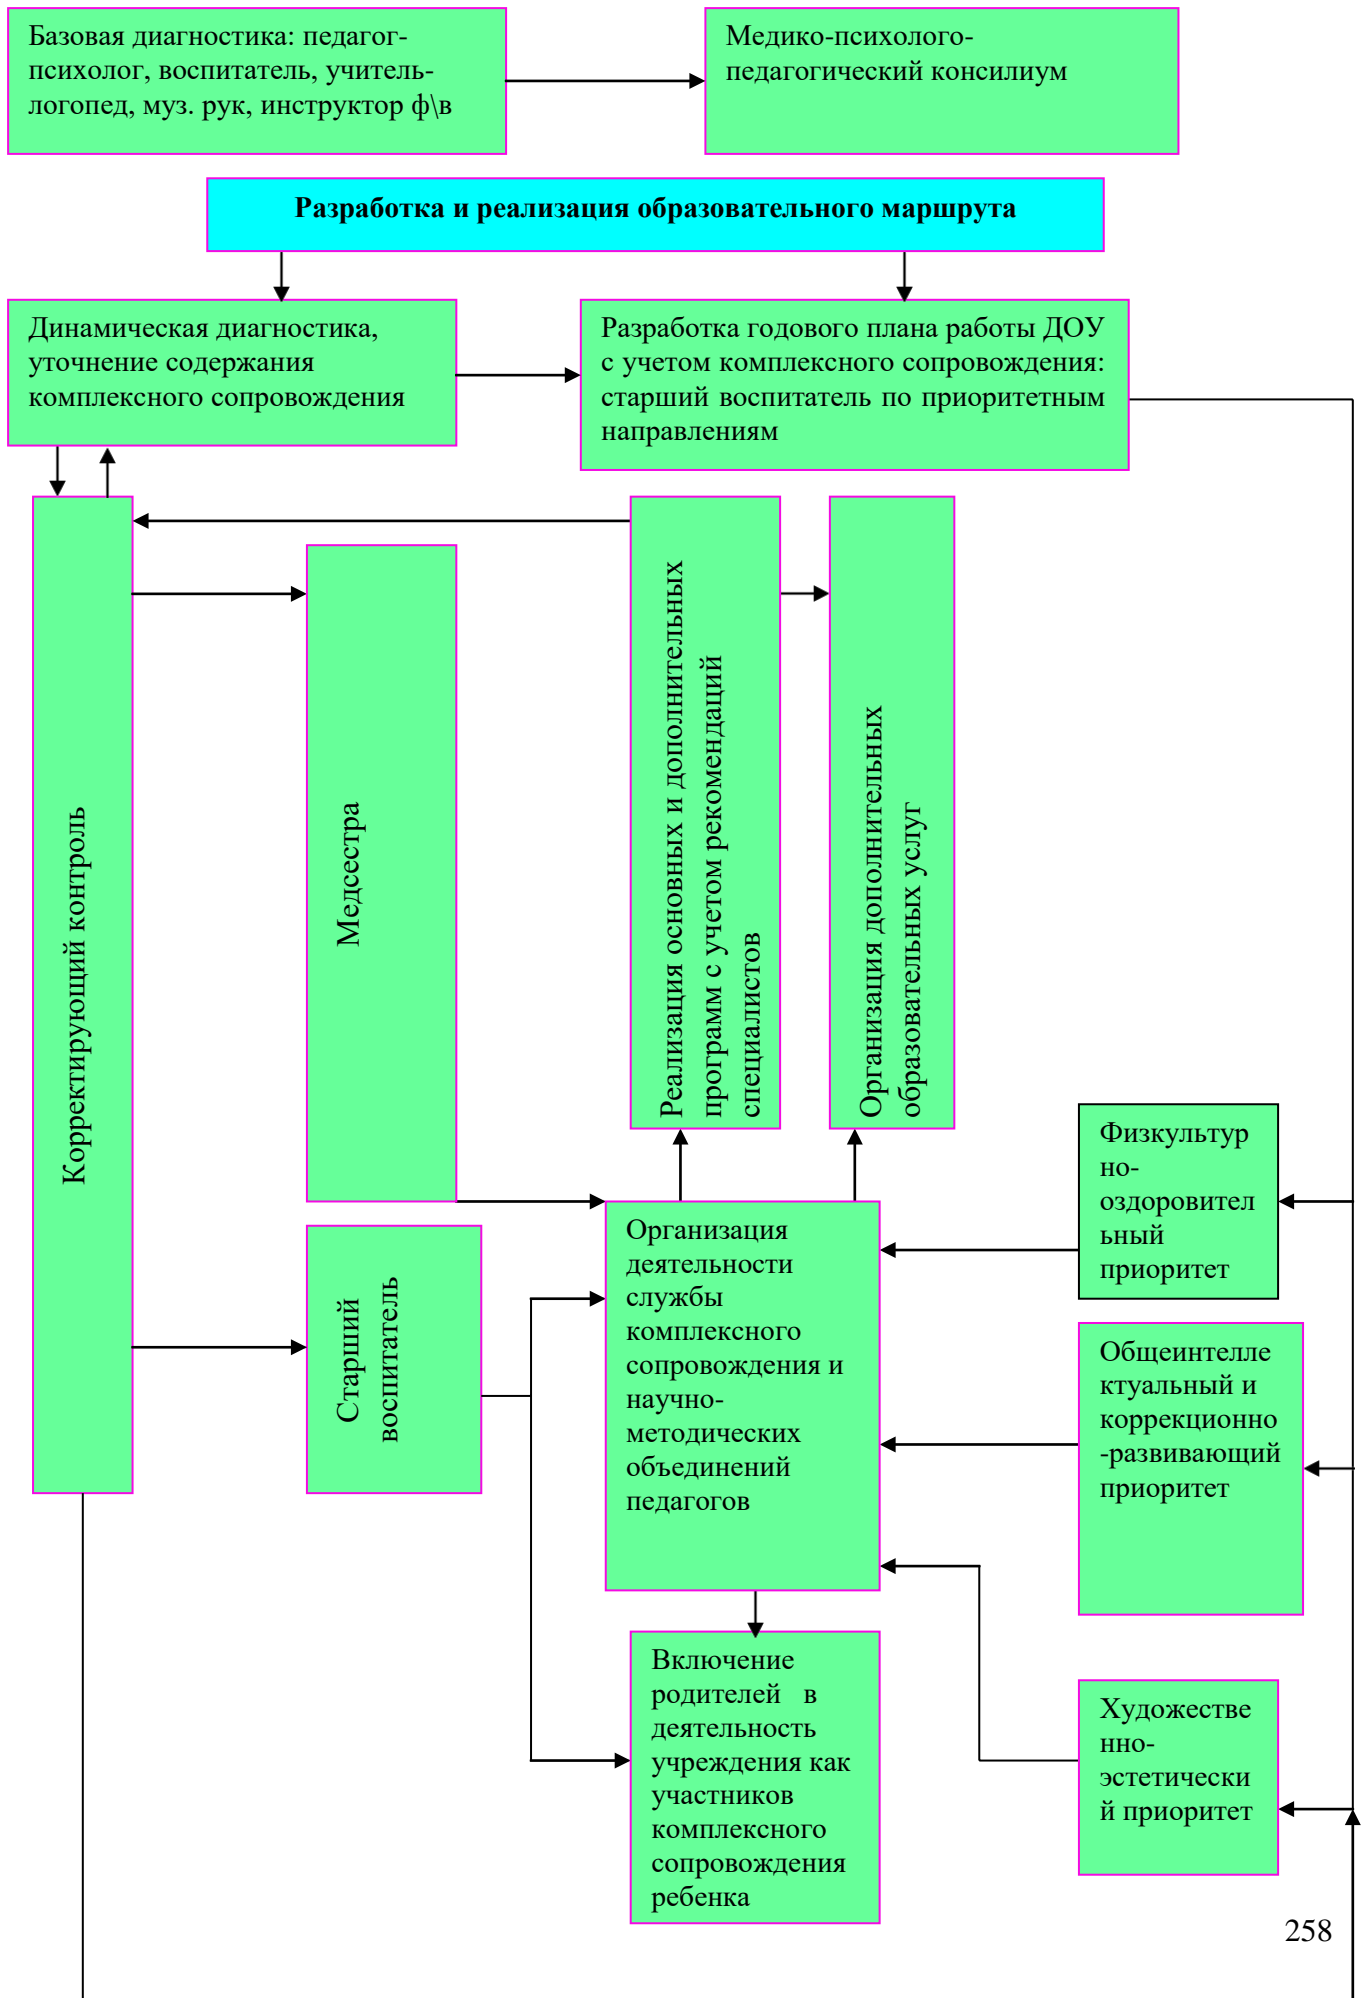 Базовая диагностика: педагог-
психолог, воспитатель, учитель-
логопед, муз. рук, инструктор ф\в
Медико-психолого-
педагогический консилиум
Разработка и реализация образовательного маршрута
Динамическая диагностика,
уточнение содержания
комплексного сопровождения
Разработка годового плана работы ДОУ
с учетом комплексного сопровождения:
старший воспитатель по приоритетным
направлениям
Корректирующий контроль
Медсестра
Реализация основных и дополнительных
программ с учетом рекомендаций
специалистов
Организация дополнительных
образовательных услуг
Старший
воспитатель
Организация
деятельности
службы
комплексного
сопровождения и
научно-
методических
объединений
педагогов
Физкультур
но-
оздоровител
ьный
приоритет
Общеинтелле
ктуальный и
коррекционно
-развивающий
приоритет
Включение
родителей в
деятельность
учреждения как
участников
комплексного
сопровождения
ребенка
Художестве
нно-
эстетически
й приоритет
258